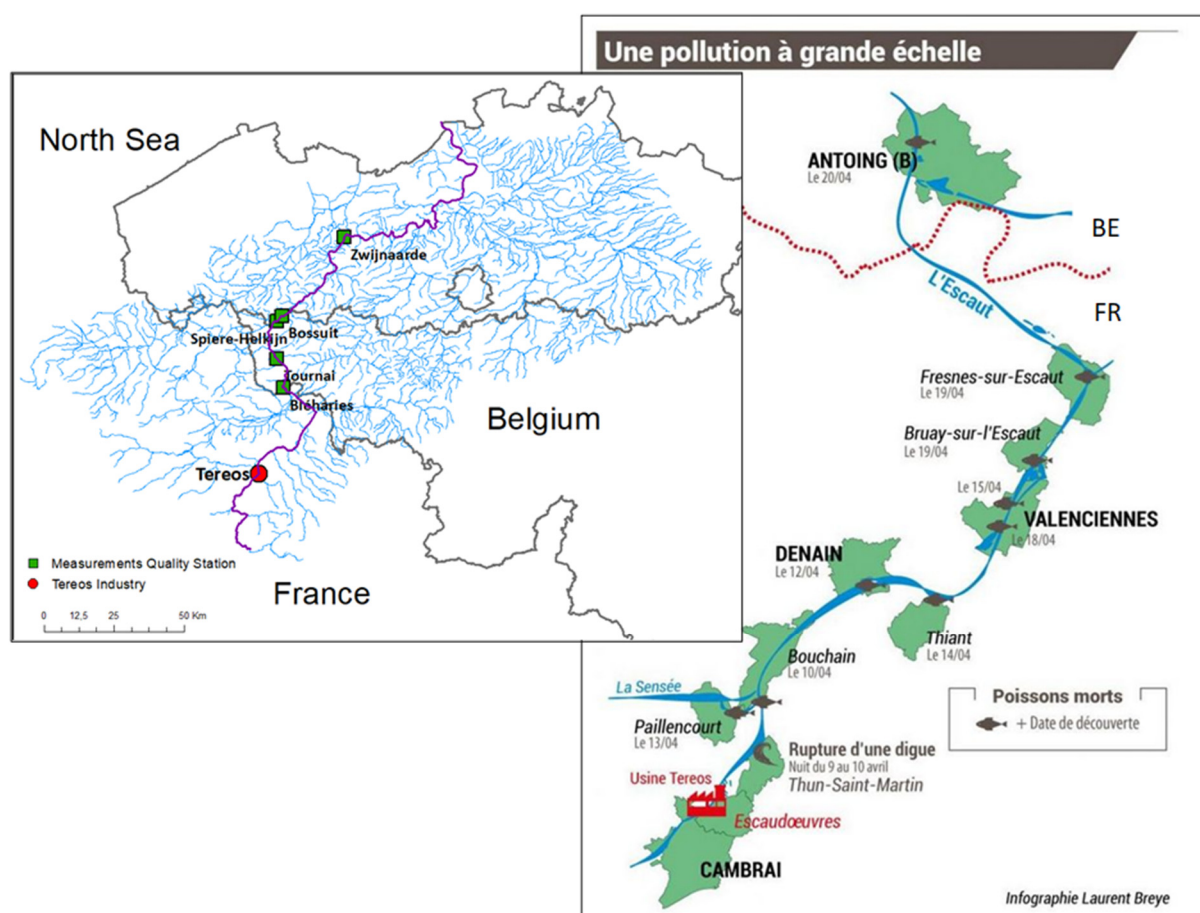 North Sea
Zwijnaarde
Bossuit
Spiere-Helkijn
Tournai
Bléharies
Belgium
Tereos
Measurements Quality Station
Tereos Industry
France
0 12,5 25 50 Km
Une pollution à grande échelle
ANTOING (B)
Le 20/04
BE
L'Escaut
FR
Fresnes-sur-Escaut
Le 19/04
Bruay-sur-l'Escaut
Le 19/04
Le 15/04
VALENCIENNES
Le 18/04
DENAIN
Le 12/04
Thiant
Le 14/04
Bouchain
Le 10/04
La Sensée
Paillencourt
Le 13/04
Poissons morts
+ Date de découverte
Rupture d'une digue
Nuit du 9 au 10 avril
Thun-Saint-Martin
Usine Tereos
Escaudœuvres
CAMBRAI
Infographie Laurent Breye